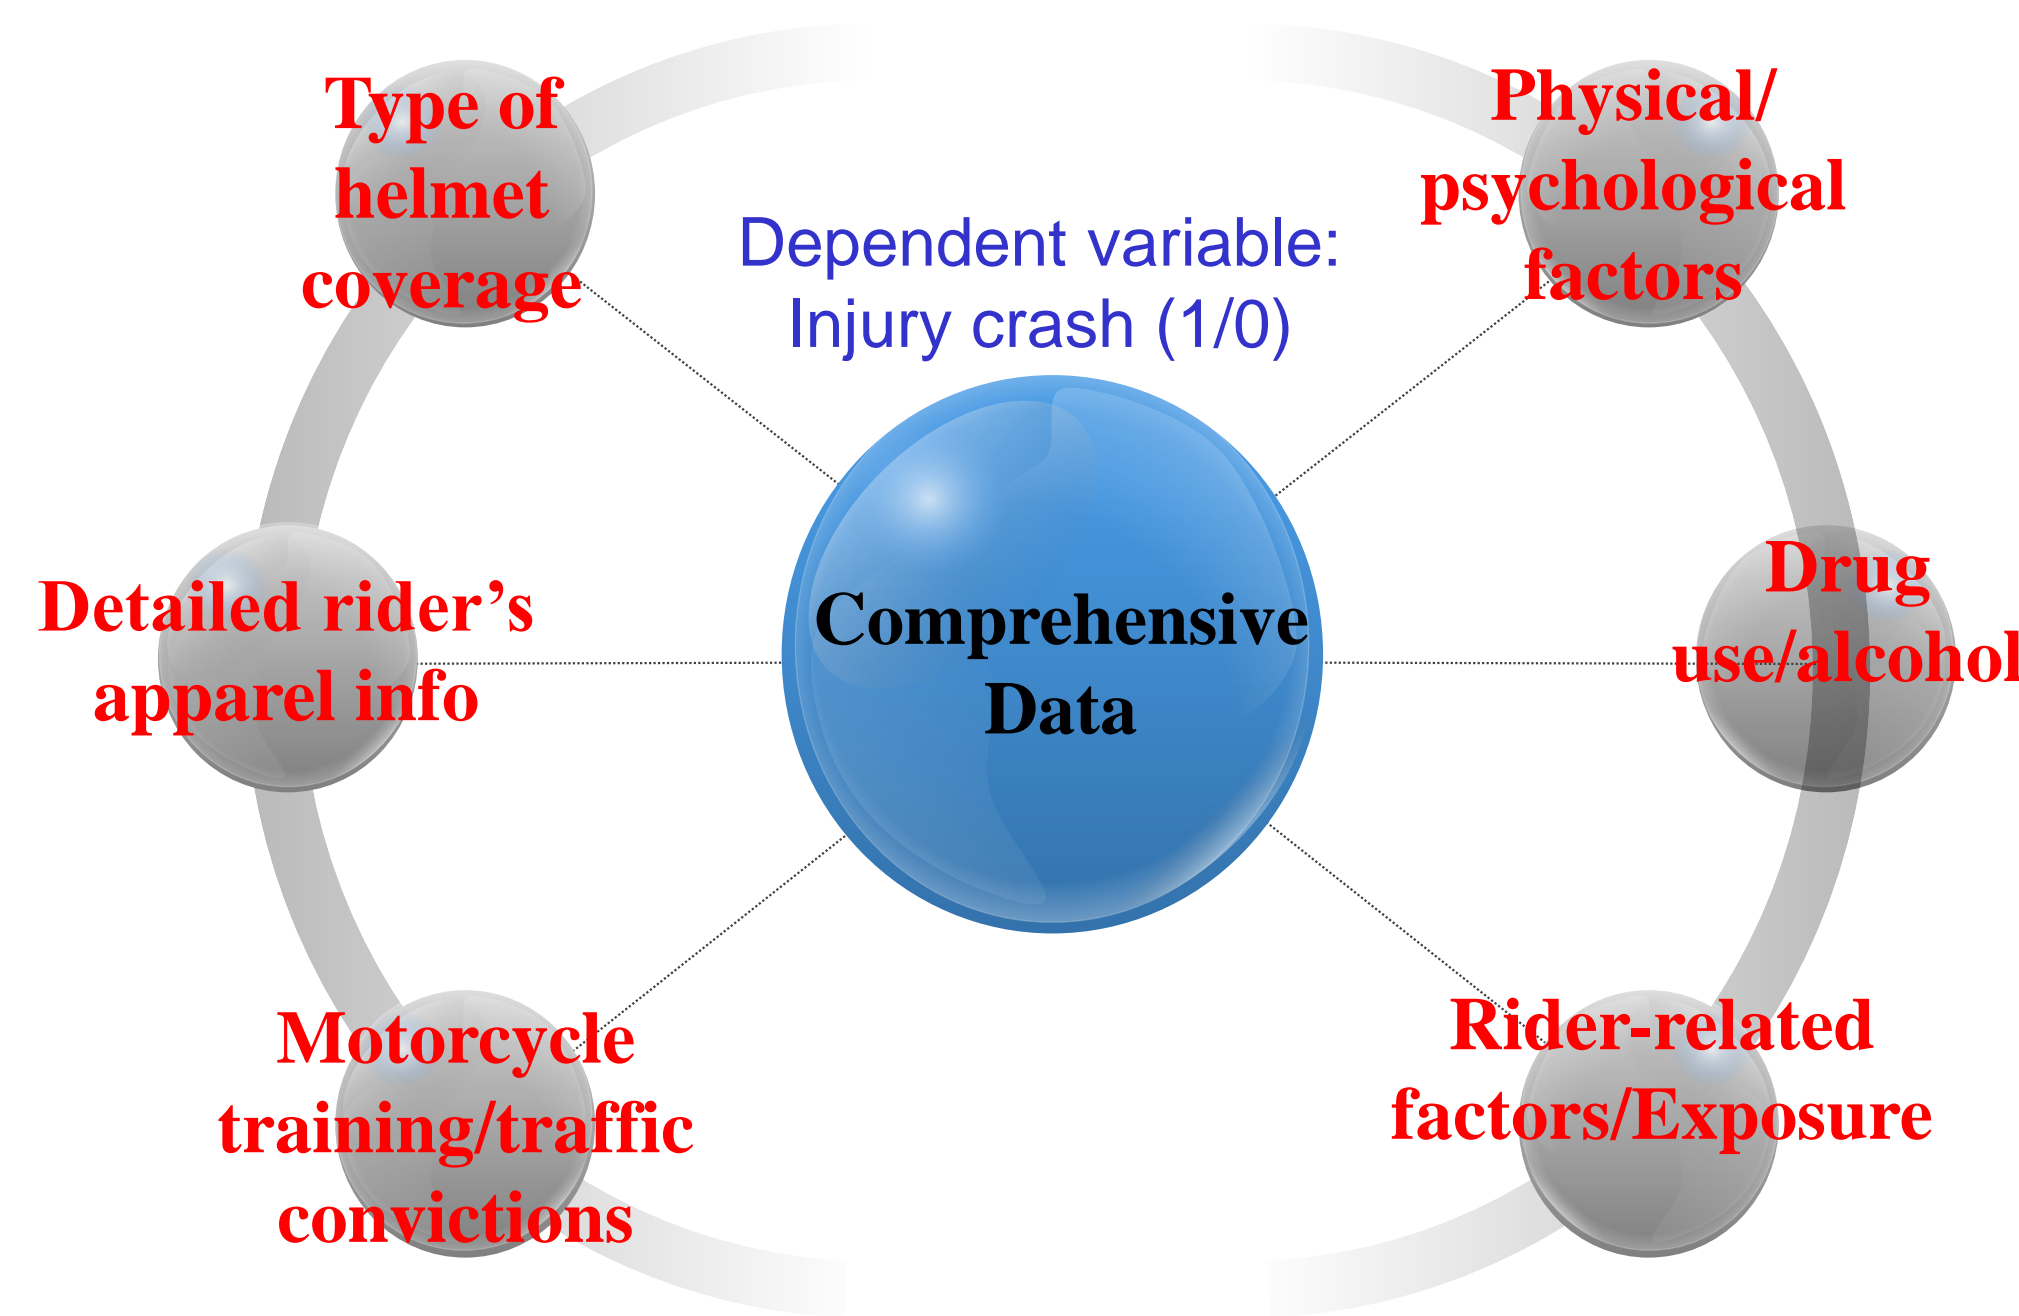 Type of
helmet
coverage
Physical/
psychological
factors
Dependent variable:
Injury crash (1/0)
Detailed rider’s
apparel info
Comprehensive
Data
Drug
use/alcohol
Motorcycle
training/traffic
convictions
Rider-related
factors/Exposure